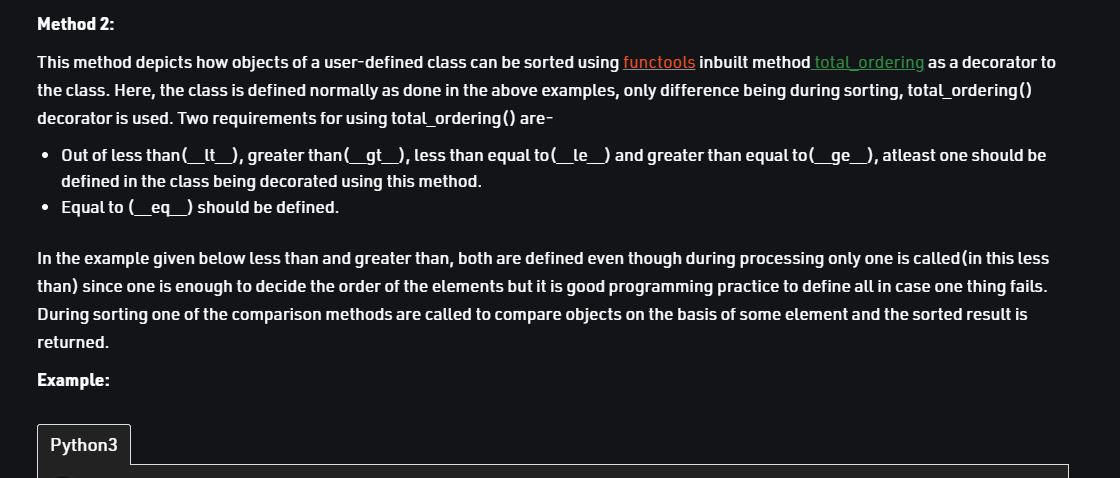 Method 2:
This method depicts how objects of a user-defined class can be sorted using functools inbuilt method total_ordering as a decorator to
the class. Here, the class is defined normally as done in the above examples, only difference being during sorting, total_ordering()
decorator is used. Two requirements for using total_ordering() are-
• Out of less than(__lt__), greater than(__gt__), less than equal to(__le__) and greater than equal to(__ge__), atleast one should be
defined in the class being decorated using this method.
• Equal to (__eq__) should be defined.
In the example given below less than and greater than, both are defined even though during processing only one is called(in this less
than) since one is enough to decide the order of the elements but it is good programming practice to define all in case one thing fails.
During sorting one of the comparison methods are called to compare objects on the basis of some element and the sorted result is
returned.
Example:
Python3